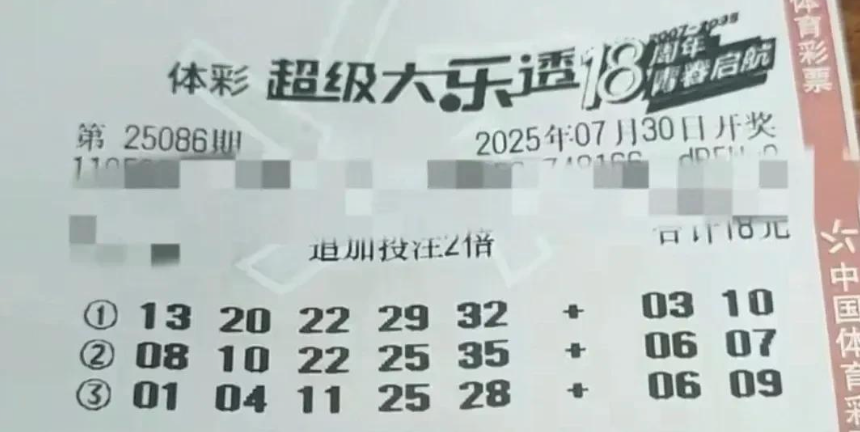 体彩 超级大乐透 18周年 青春启航
2007-2025
第 25086期 2025年07月30日开奖
追加投注2倍 合计18元
① 13 20 22 29 32 + 03 10
② 08 10 22 25 35 + 06 07
③ 01 04 11 25 28 + 06 09
体育彩票
中国体育彩